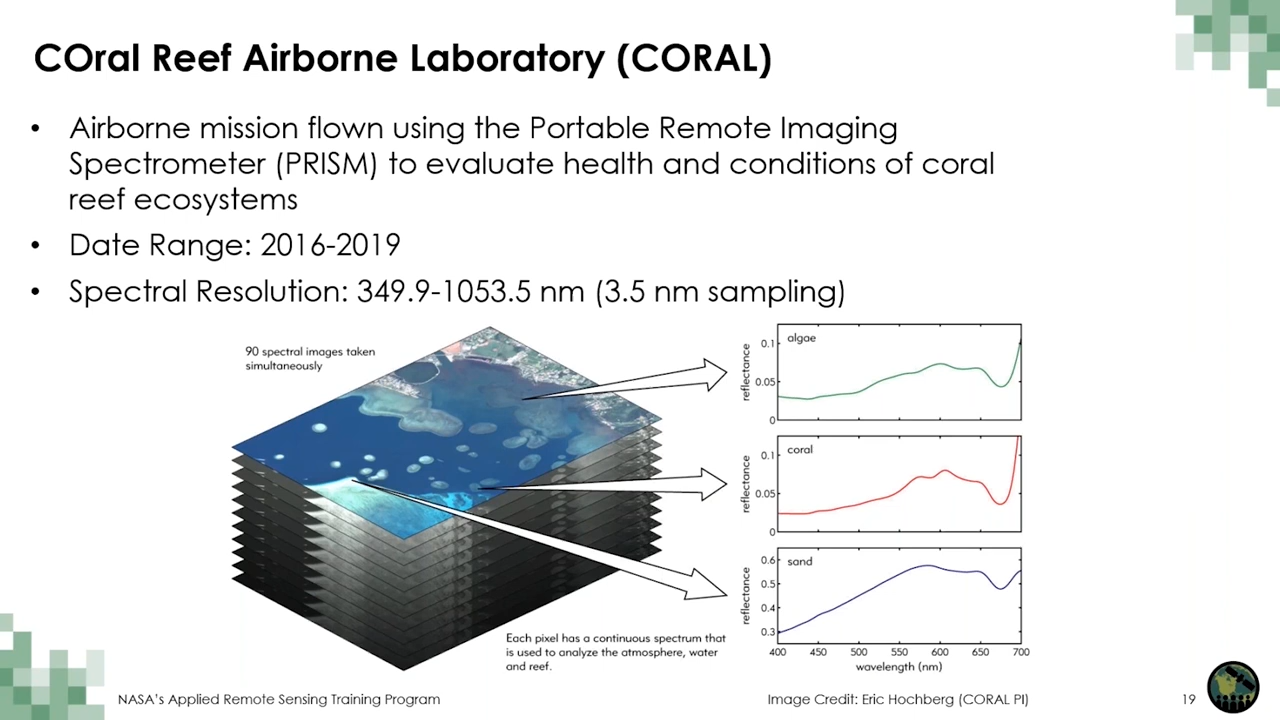 COral Reef Airborne Laboratory (CORAL)
• Airborne mission flown using the Portable Remote Imaging
Spectrometer (PRISM) to evaluate health and conditions of coral
reef ecosystems
• Date Range: 2016-2019
• Spectral Resolution: 349.9-1053.5 nm (3.5 nm sampling)
90 spectral images taken
simultaneously
algae
reflectance
0.1
0.05
0
coral
reflectance
0.1
0.05
0
sand
reflectance
0.6
0.5
0.4
0.3
400 450 500 550 600 650 700
wavelength (nm)
Each pixel has a continuous spectrum that
is used to analyze the atmosphere, water
and reef.
NASA's Applied Remote Sensing Training Program
Image Credit: Eric Hochberg (CORAL PI)
19